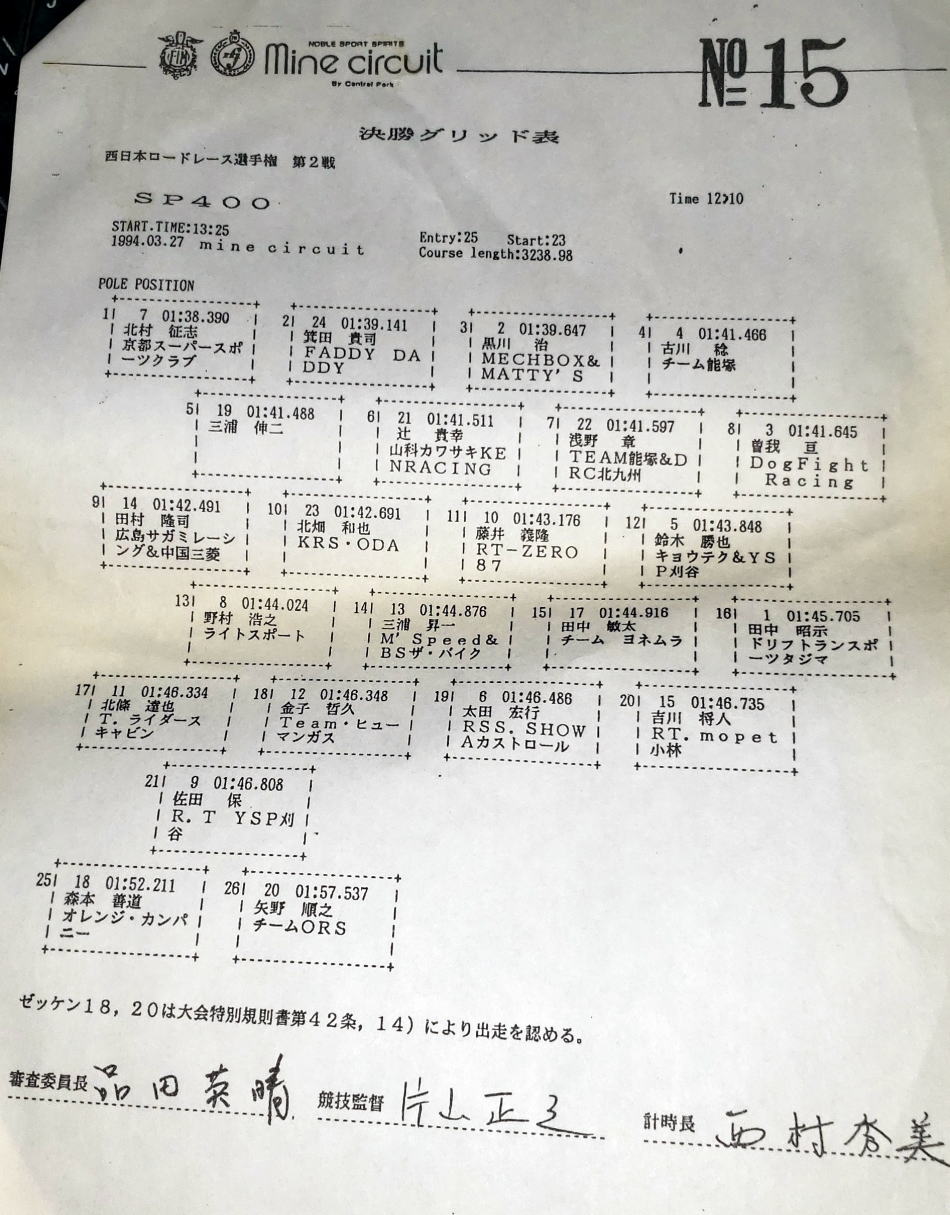 NOBLE SPORT SPIRITS
FIM
Mine circuit
By Central Park
No 15
決勝グリッド表
西日本ロードレース選手権 第2戦
SP400
Time 12>10
START.TIME:13:25
1994.03.27 mine circuit
Entry:25 Start:23
Course length:3238.98
POLE POSITION
1 7 01:38.390
北村 征志
京都スーパースポ
ーツクラブ
2 24 01:39.141
箕田 貴司
FADDY DA
DDY
3 2 01:39.647
黒川 治
MECHBOX&
MATTY'S
4 4 01:41.466
古川 稔
チーム能塚
5 19 01:41.488
三浦 伸二
6 21 01:41.511
辻 貴幸
山科カワサキKE
NRACING
7 22 01:41.597
浅野 章
TEAM能塚&D
RC北九州
8 3 01:41.645
曽我 亘
DogFight
Racing
9 14 01:42.491
田村 隆司
広島サガミレーシ
ング&中国三菱
10 23 01:42.691
北畑 和也
KRS・ODA
11 10 01:43.176
藤井 義隆
RT-ZERO
87
12 5 01:43.848
鈴木 勝也
キョウテク&YS
P刈谷
13 8 01:44.024
野村 浩之
ライトスポート
14 13 01:44.876
三浦 昇一
M'Speed&
BSザ・バイク
15 17 01:44.916
田中 敏太
チーム ヨネムラ
16 1 01:45.705
田中 昭示
ドリフトランスポ
ーツタジマ
17 11 01:46.334
北條 達也
T.ライダース
キャビン
18 12 01:46.348
金子 哲久
Team・ヒュー
マンガス
19 6 01:46.486
太田 宏行
RSS.SHOW
Aカストロール
20 15 01:46.735
吉川 将人
RT.mopet
小林
21 9 01:46.808
佐田 保
R.T YSP刈
谷
25 18 01:52.211
森本 善道
オレンジ・カンパ
ニー
26 20 01:57.537
矢野 順之
チームORS
ゼッケン18,20は大会特別規則書第42条,14)により出走を認める。
審査委員長 品田英晴 競技監督 片山正之 計時長 西村秀美